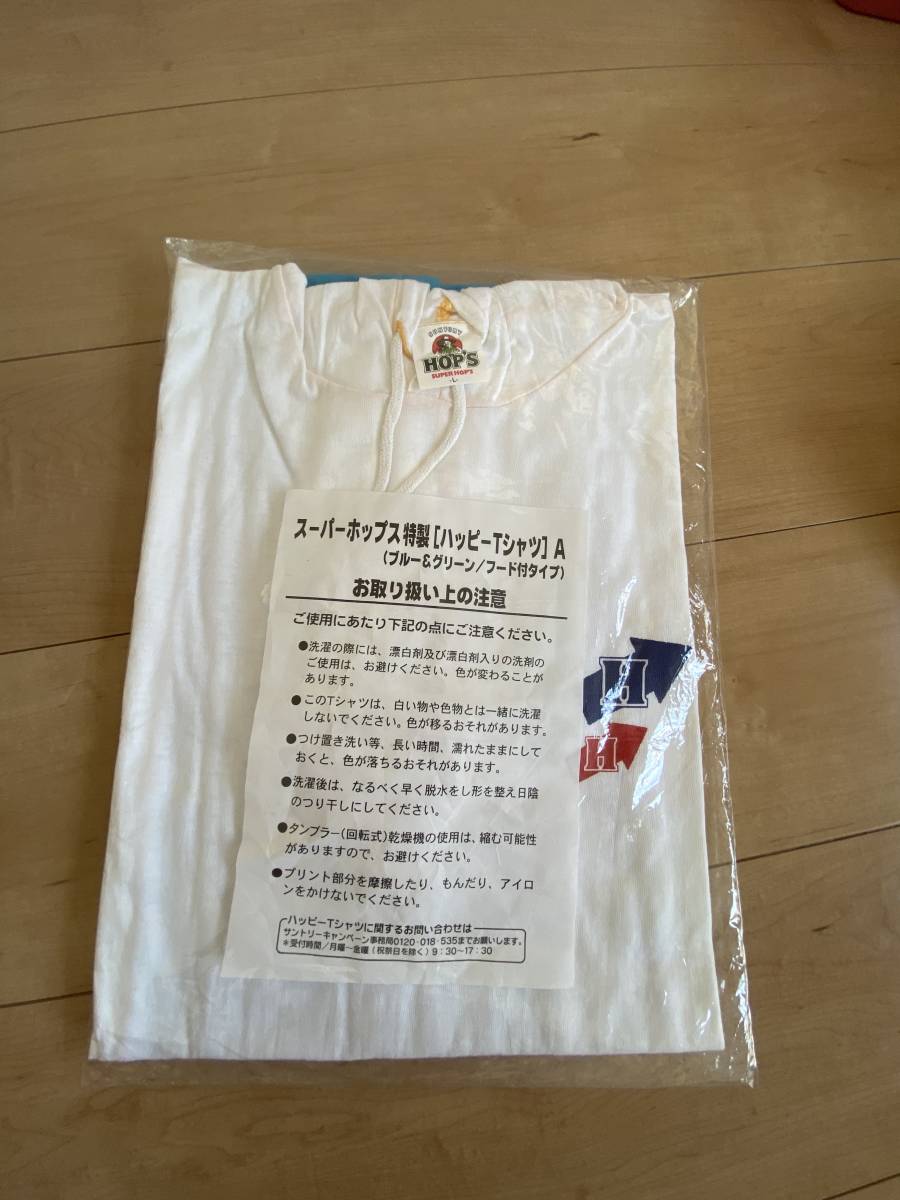 SUNTORY
HOP'S
SUPER HOP'S
L
スーパーホップス特製[ハッピーTシャツ]A
(ブルー&グリーン/フード付タイプ)
お取り扱い上の注意
ご使用にあたり下記の点にご注意ください。
●洗濯の際には、漂白剤及び漂白剤入りの洗剤の
ご使用は、お避けください。色が変わることが
あります。
●このTシャツは、白い物や色物とは一緒に洗濯
しないでください。色が移るおそれがあります。
●つけ置き洗い等、長い時間、濡れたままにして
おくと、色が落ちるおそれがあります。
●洗濯後は、なるべく早く脱水をし形を整え日陰
のつり干しにしてください。
●タンブラー(回転式)乾燥機の使用は、縮む可能性
がありますので、お避けください。
●プリント部分を摩擦したり、もんだり、アイロ
ンをかけないでください。
ハッピーTシャツに関するお問い合わせは
サントリーキャンペーン事務局0120-018-535までお願いします。
*受付時間/月曜~金曜(祝祭日を除く)9:30~17:30
H
H